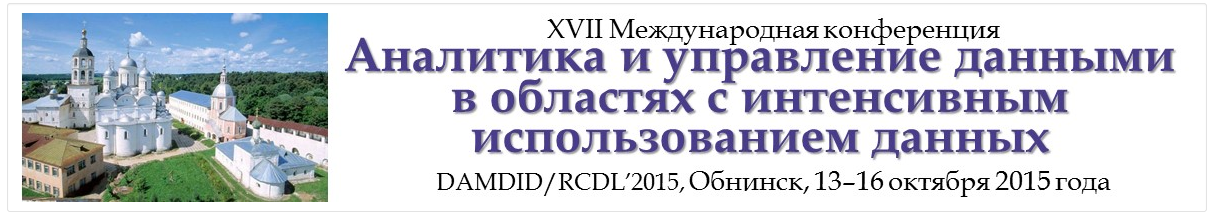 XVII Международная конференция
Аналитика и управление данными
в областях с интенсивным
использованием данных
DAMDID/RCDL’2015, Обнинск, 13–16 октября 2015 года